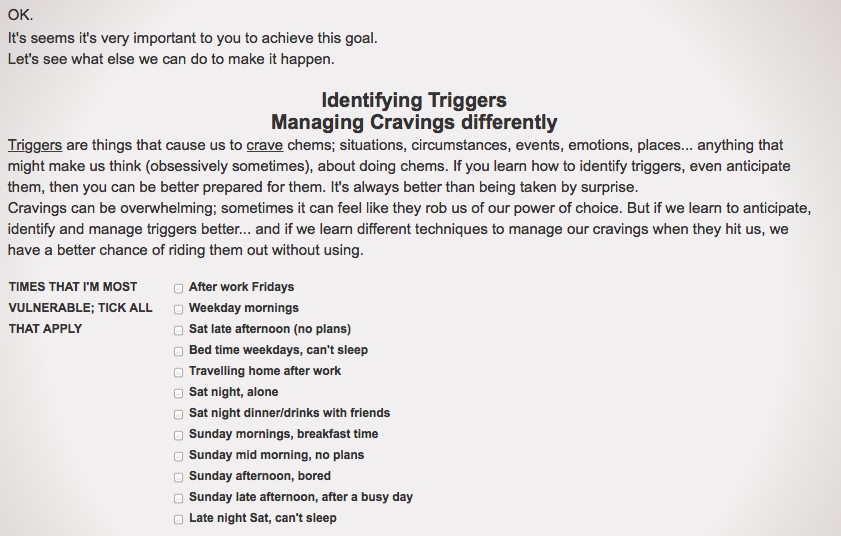 OK.
It's seems it's very important to you to achieve this goal.
Let's see what else we can do to make it happen.
Identifying Triggers
Managing Cravings differently
Triggers are things that cause us to crave chems; situations, circumstances, events, emotions, places... anything that
might make us think (obsessively sometimes), about doing chems. If you learn how to identify triggers, even anticipate
them, then you can be better prepared for them. It's always better than being taken by surprise.
Cravings can be overwhelming; sometimes it can feel like they rob us of our power of choice. But if we learn to anticipate,
identify and manage triggers better... and if we learn different techniques to manage our cravings when they hit us, we
have a better chance of riding them out without using.
TIMES THAT I'M MOST
VULNERABLE; TICK ALL
THAT APPLY
After work Fridays
Weekday mornings
Sat late afternoon (no plans)
Bed time weekdays, can't sleep
Travelling home after work
Sat night, alone
Sat night dinner/drinks with friends
Sunday mornings, breakfast time
Sunday mid morning, no plans
Sunday afternoon, bored
Sunday late afternoon, after a busy day
Late night Sat, can't sleep